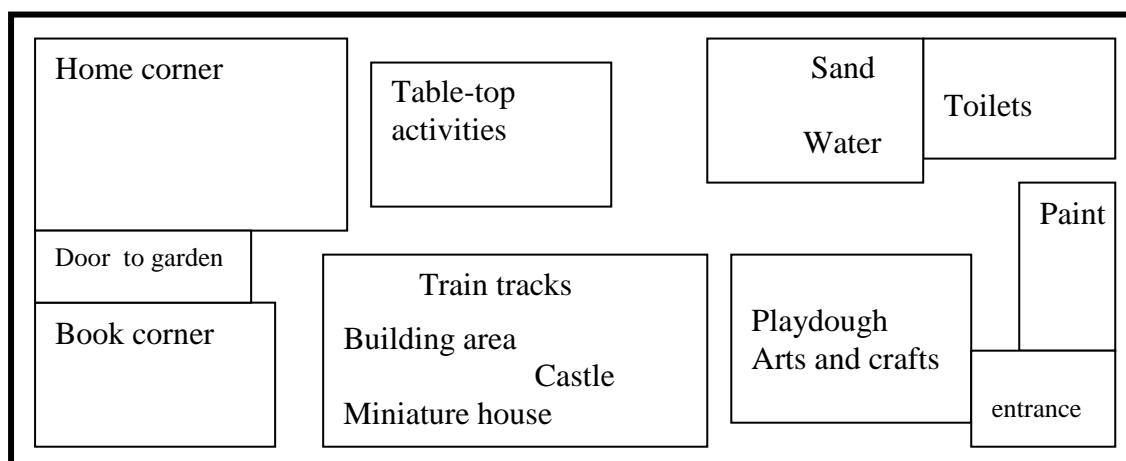 Home corner
Table-top
activities
Sand
Water
Toilets
Paint
Door  to garden
Book corner
Train tracks
Building area
Castle
Miniature house
Playdough
Arts and crafts
entrance